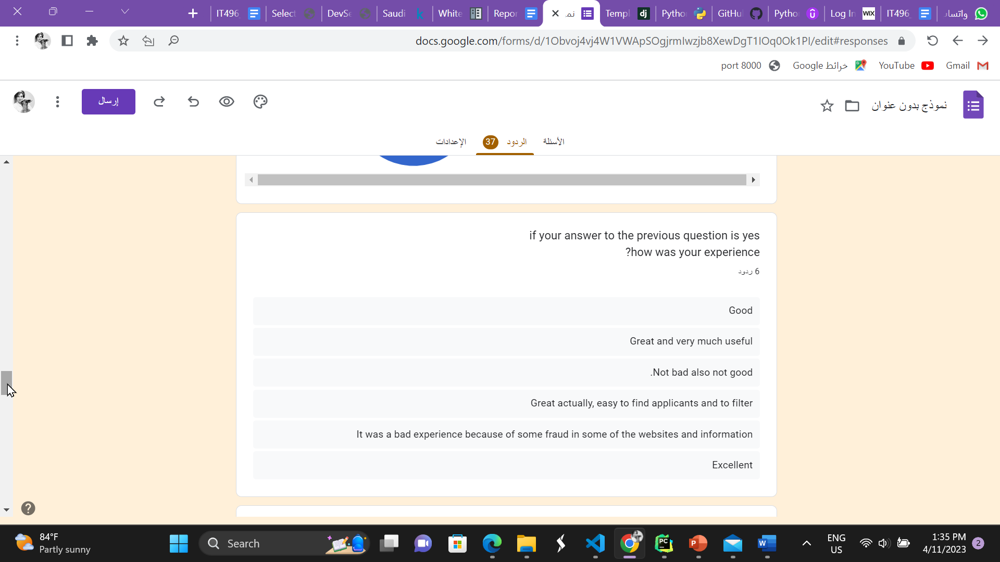 IT496
Select
DevSe
Saudi
White
Repor
نم
Templ
dj
Pytho
GitHu
Pytho
Log In
WIX
IT496
واتساب
docs.google.com/forms/d/1Obvoj4vj4W1VWApSOgjrmIwzjb8XewDgT1IOq0Ok1PI/edit#responses
port 8000
خرائط Google
YouTube
Gmail
إرسال
نموذج بدون عنوان
الأسئلة
الردود 37
الإعدادات
if your answer to the previous question is yes
?how was your experience
6 ردود
Good
Great and very much useful
.Not bad also not good
Great actually, easy to find applicants and to filter
It was a bad experience because of some fraud in some of the websites and information
Excellent
84°F
Partly sunny
Search
ENG
US
1:35 PM
4/11/2023
2